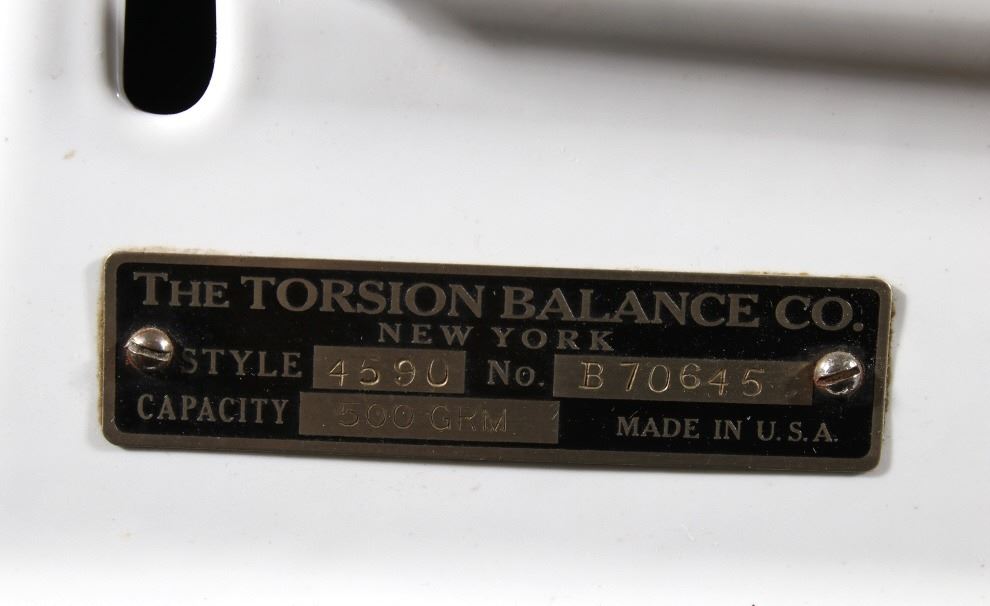 THE TORSION BALANCE CO.
NEW YORK
STYLE 4590 No. B70645
CAPACITY 500 GRM MADE IN U.S.A.